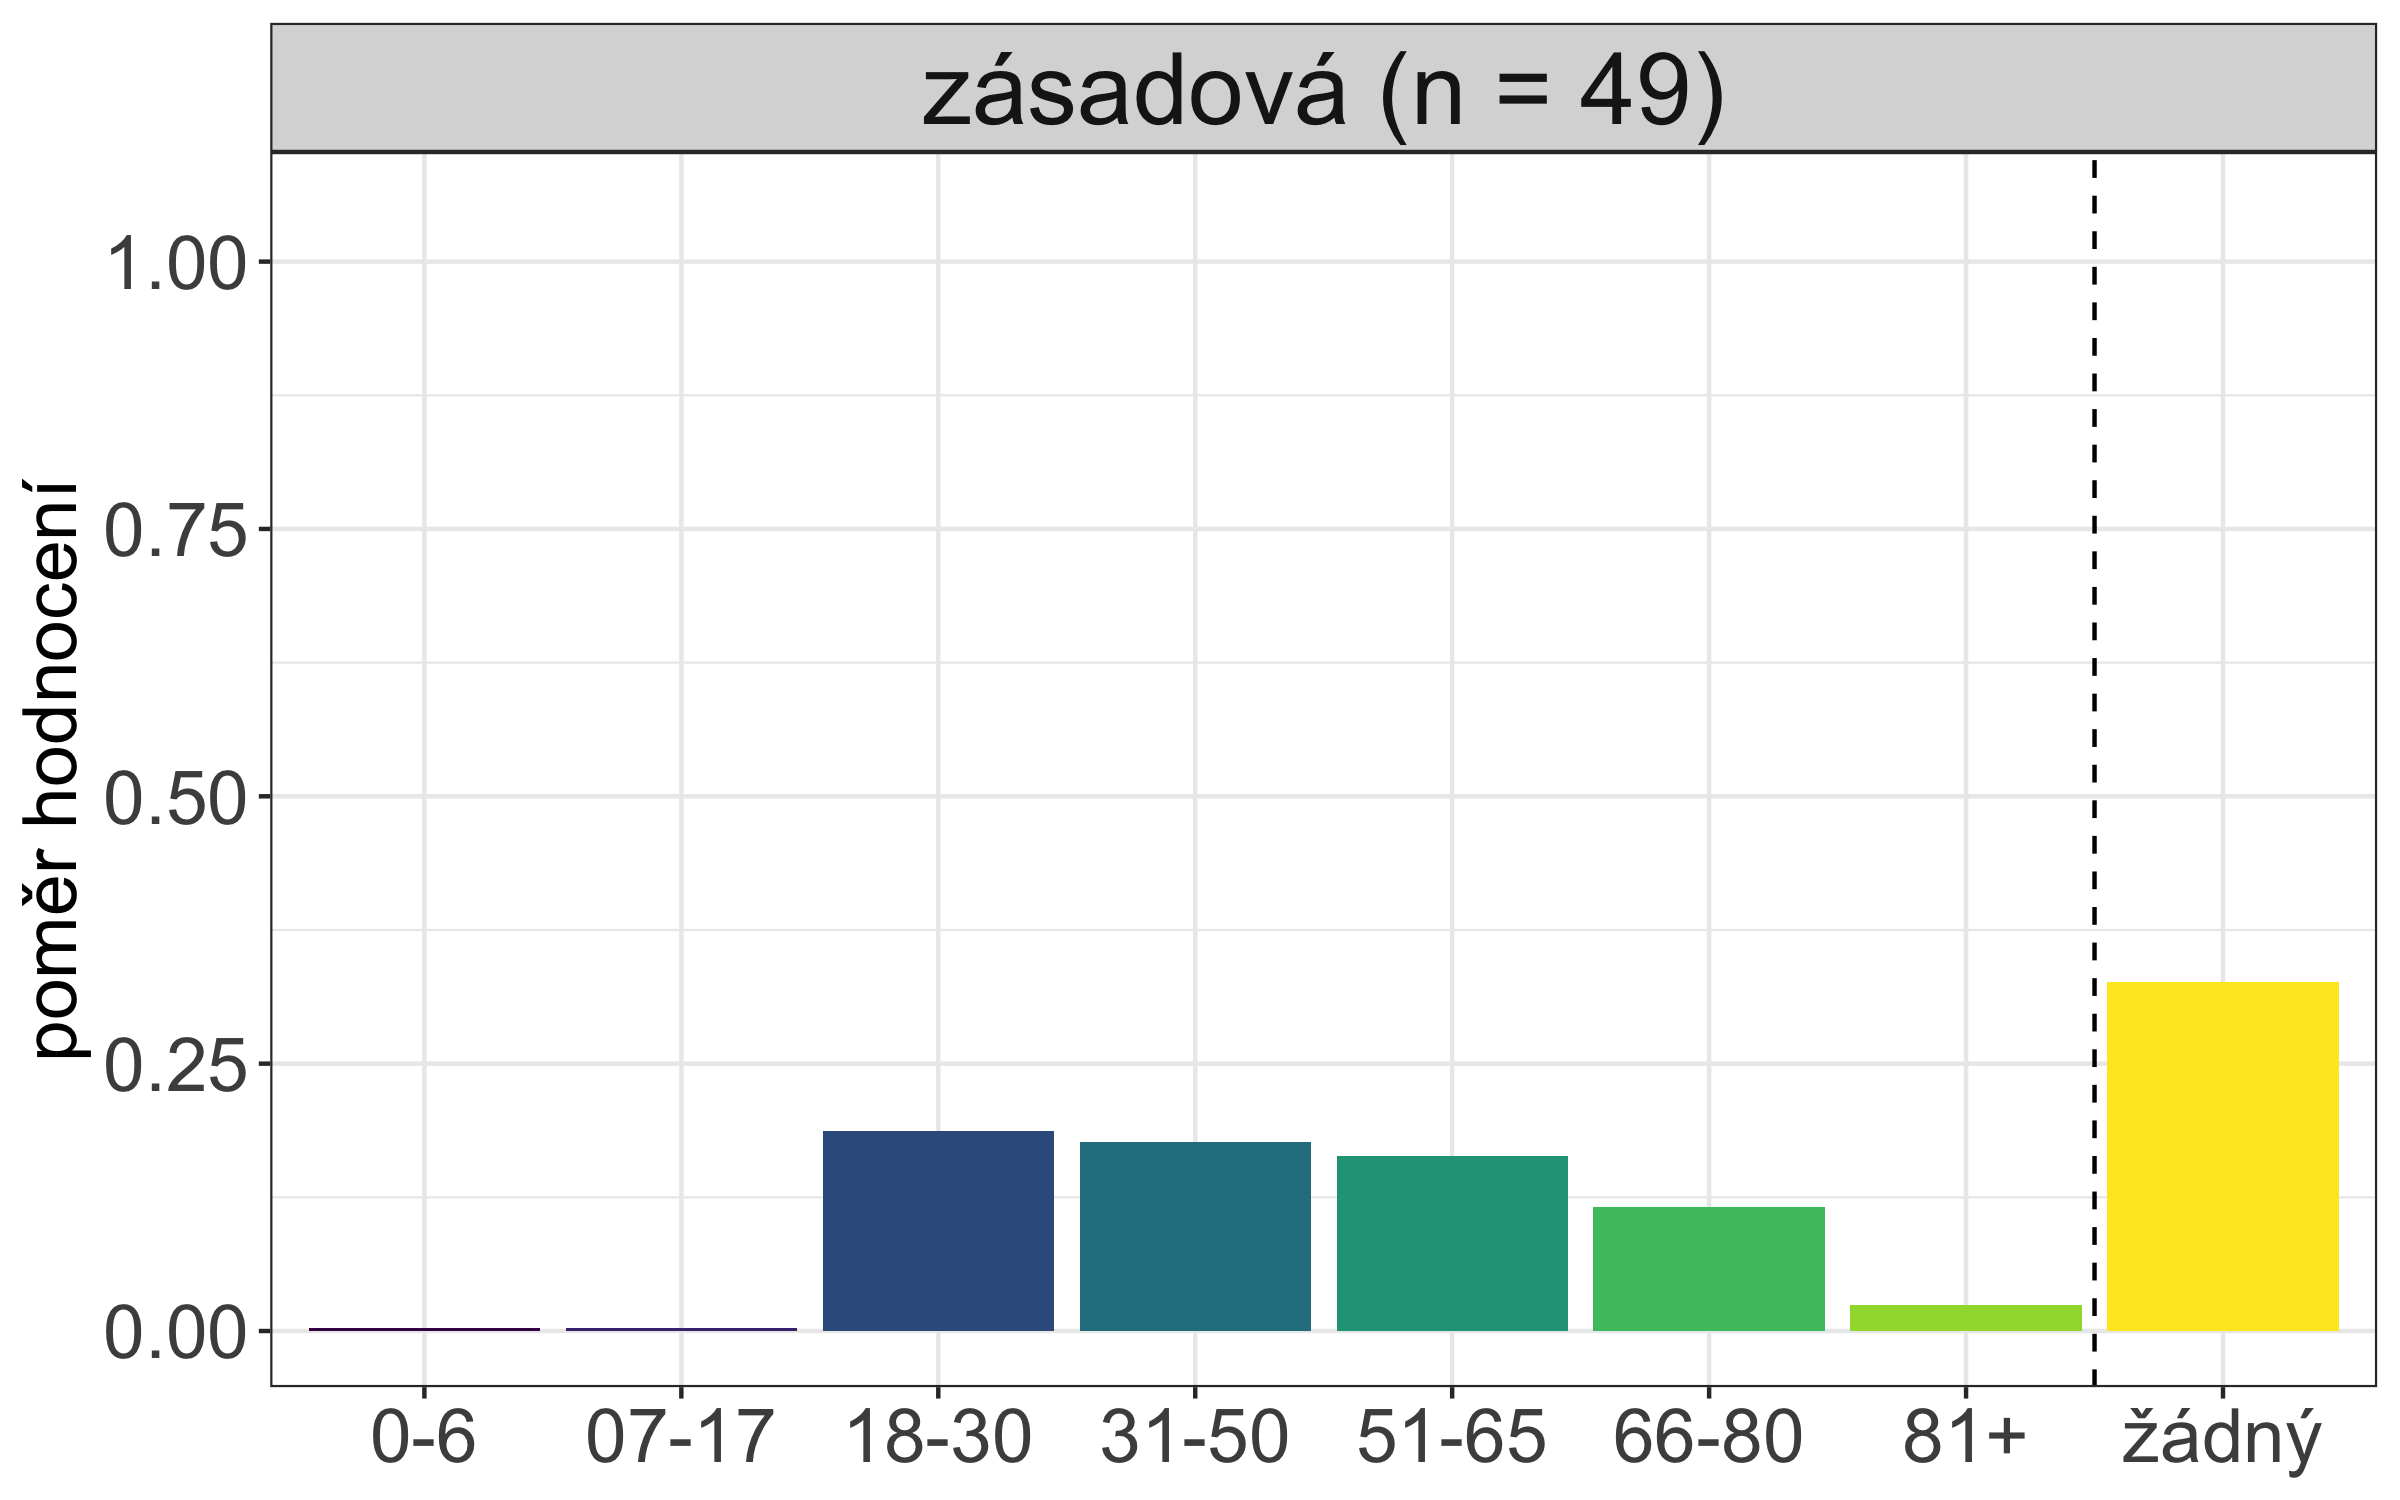 zásadová (n = 49)
poměr hodnocení
1.00
0.75
0.50
0.25
0.00
0-6 07-17 18-30 31-50 51-65 66-80 81+ žádný